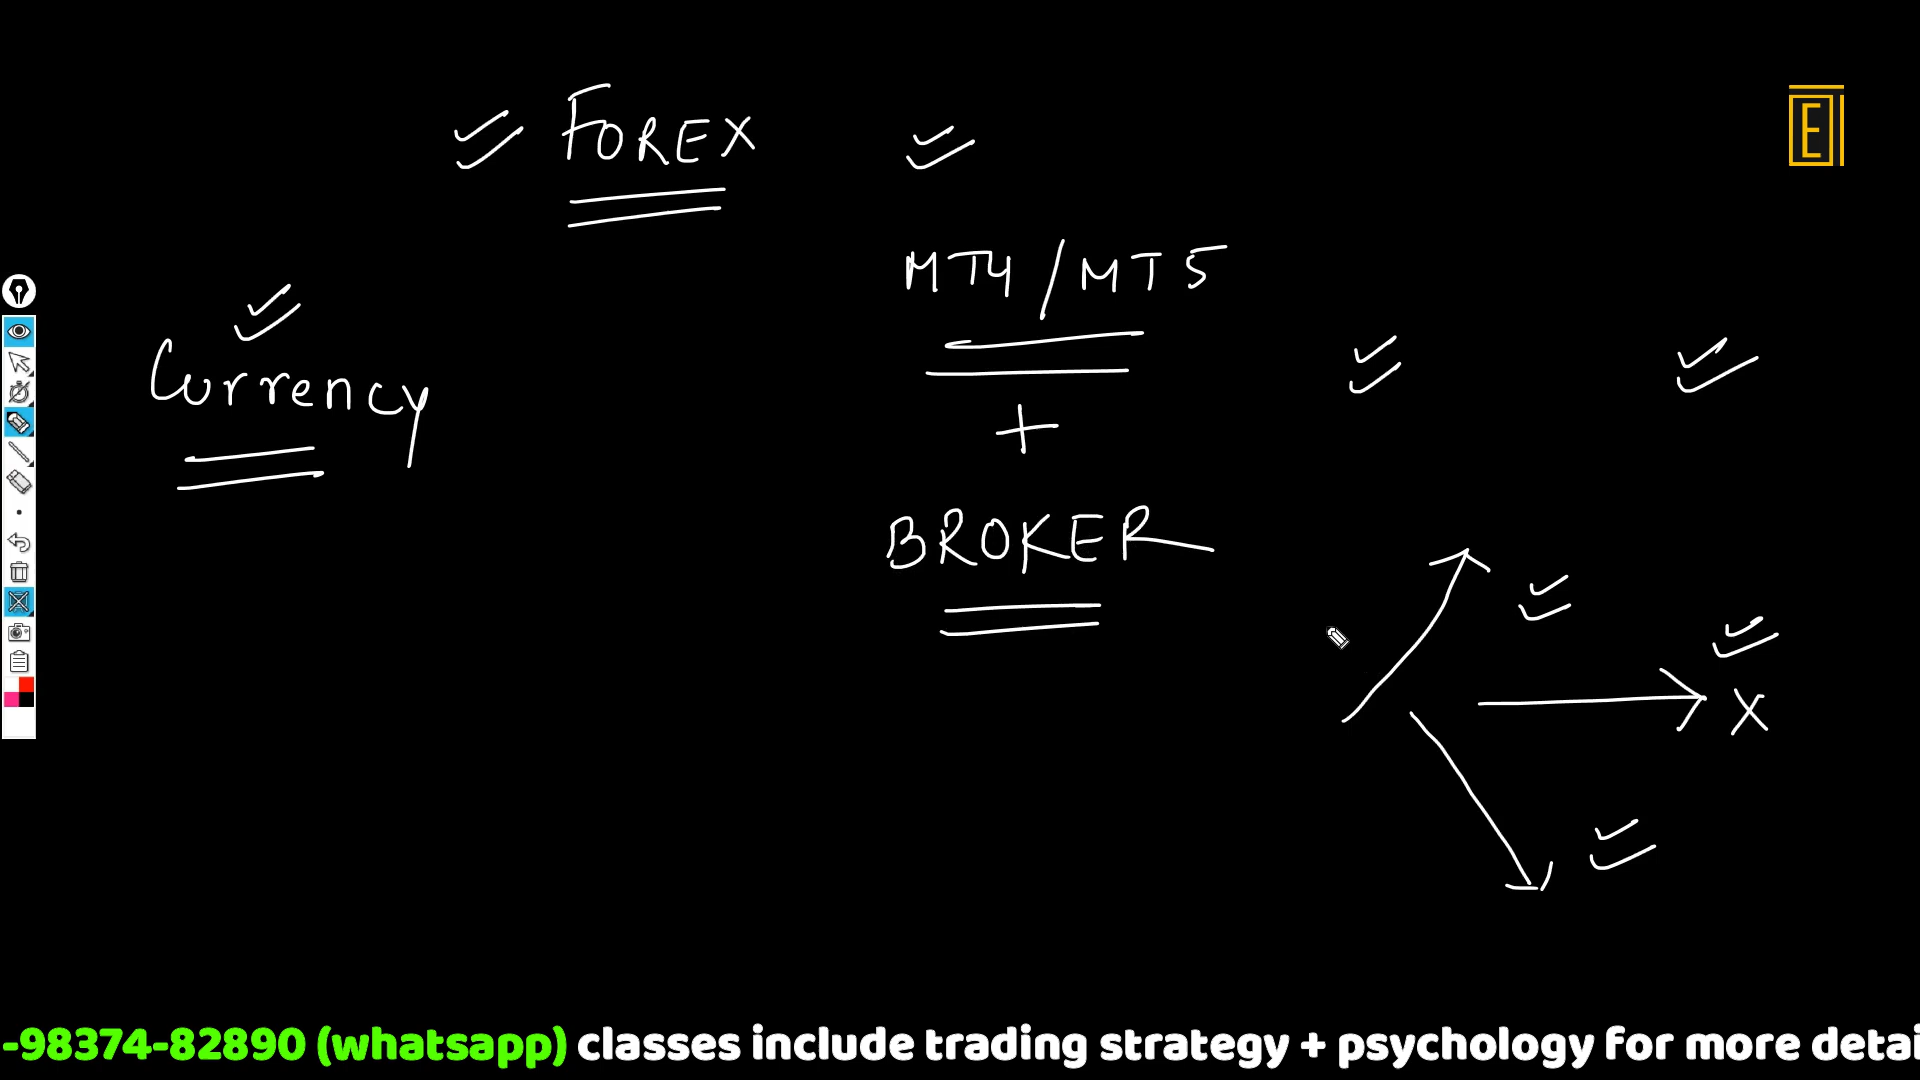 FOREX
E
MT4/MT5
Currency
+
BROKER
X
-98374-82890 (whatsapp) classes include trading strategy + psychology for more detai